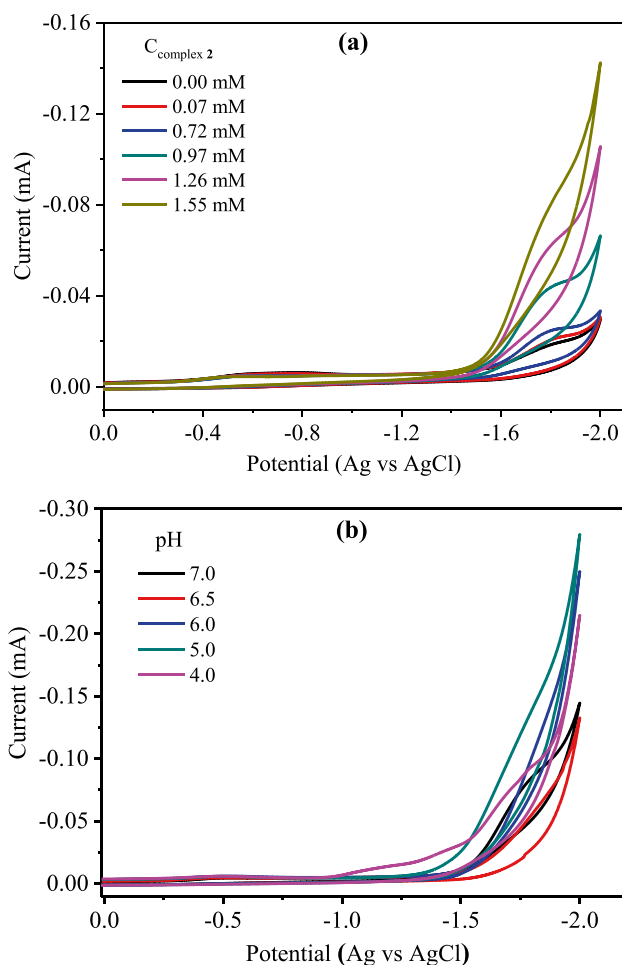 (a)
C complex 2
0.00 mM
0.07 mM
0.72 mM
0.97 mM
1.26 mM
1.55 mM
-0.16
-0.12
-0.08
-0.04
0.00
Current (mA)
0.0 -0.4 -0.8 -1.2 -1.6 -2.0
Potential (Ag vs AgCl)
(b)
pH
7.0
6.5
6.0
5.0
4.0
-0.30
-0.25
-0.20
-0.15
-0.10
-0.05
0.00
Current (mA)
0.0 -0.5 -1.0 -1.5 -2.0
Potential (Ag vs AgCl)